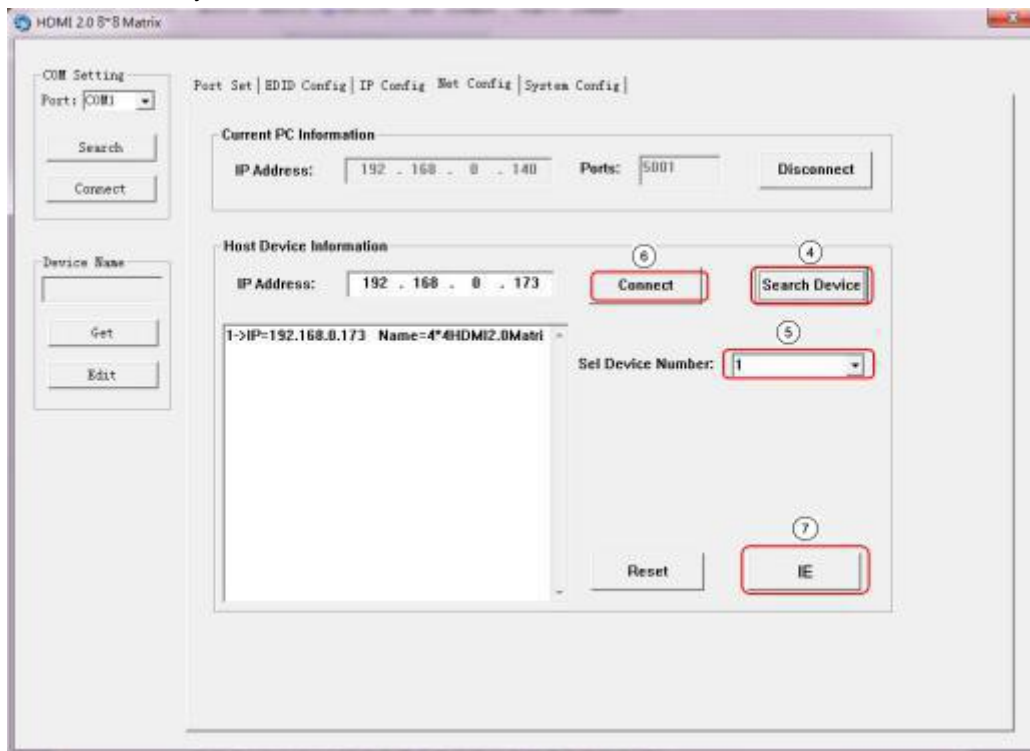 HDMI 2.0 8*8 Matrix
COM Setting
Port: COM1
Search
Connect
Device Name
Get
Edit
Port Set | EDID Config | IP Config Net Config | System Config |
Current PC Information
IP Address: 192 . 168 . 0 . 140 Ports: 5001 Disconnect
Host Device Information
6 4
IP Address: 192 . 168 . 0 . 173 Connect Search Device
1->IP=192.168.0.173 Name=4*4HDMI2.0Matri
5
Sel Device Number: 1
7
Reset IE